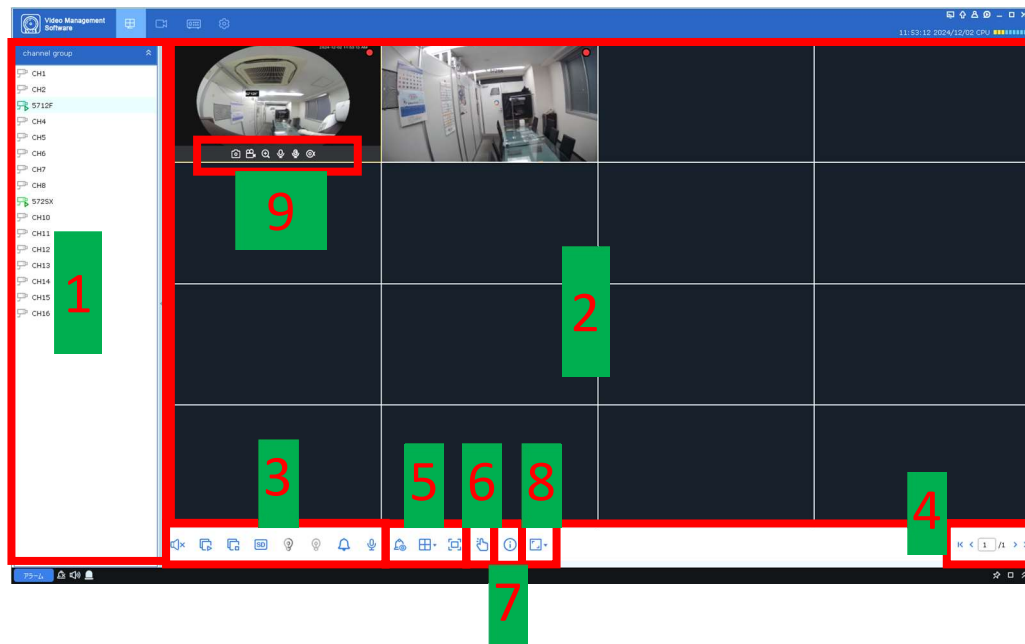 Video Management
Software
11:53:12 2024/12/02 CPU
channel group
CH1
CH2
5712F
CH4
CH5
CH6
CH7
CH8
572SX
CH10
CH11
CH12
CH13
CH14
CH15
CH16
1
2
3
4
5
6
7
8
9
SD
1 /1
アラーム